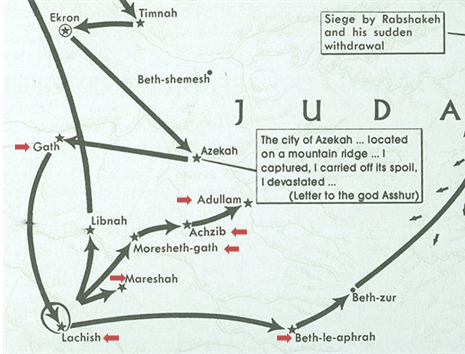 Timnah
Ekron
Siege by Rabshakeh
and his sudden
withdrawal
Beth-shemesh
JUDA
Gath
Azekah
The city of Azekah ... located
on a mountain ridge ... I
captured, I carried off its spoil,
I devastated ...
(Letter to the god Asshur)
Adullam
Libnah
Achzib
Moresheth-gath
Mareshah
Beth-zur
Lachish
Beth-le-aphrah